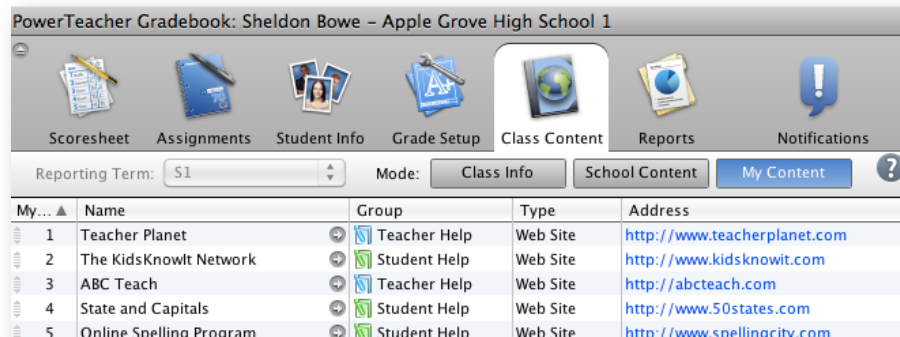 PowerTeacher Gradebook: Sheldon Bowe – Apple Grove High School 1
Scoresheet Assignments Student Info Grade Setup Class Content Reports Notifications
Reporting Term: S1 Mode: Class Info School Content My Content ?
My... ▲ Name Group Type Address
1 Teacher Planet Teacher Help Web Site http://www.teacherplanet.com
2 The KidsKnowIt Network Student Help Web Site http://www.kidsknowit.com
3 ABC Teach Teacher Help Web Site http://abcteach.com
4 State and Capitals Student Help Web Site http://www.50states.com
5 Online Spelling Program Student Help Web Site http://www.spellingcity.com